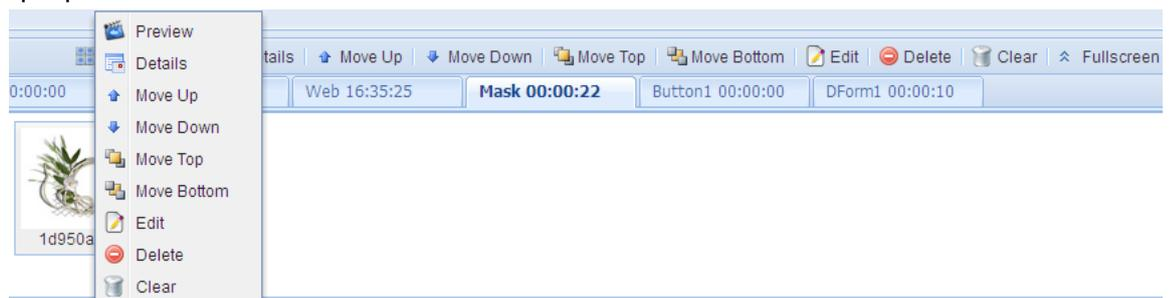 Preview
Details
Move Up
Move Down
Move Top
Move Bottom
Edit
Delete
Clear
tails Move Up Move Down Move Top Move Bottom Edit Delete Clear Fullscreen
0:00:00 Web 16:35:25 Mask 00:00:22 Button1 00:00:00 DForm1 00:00:10
1d950a